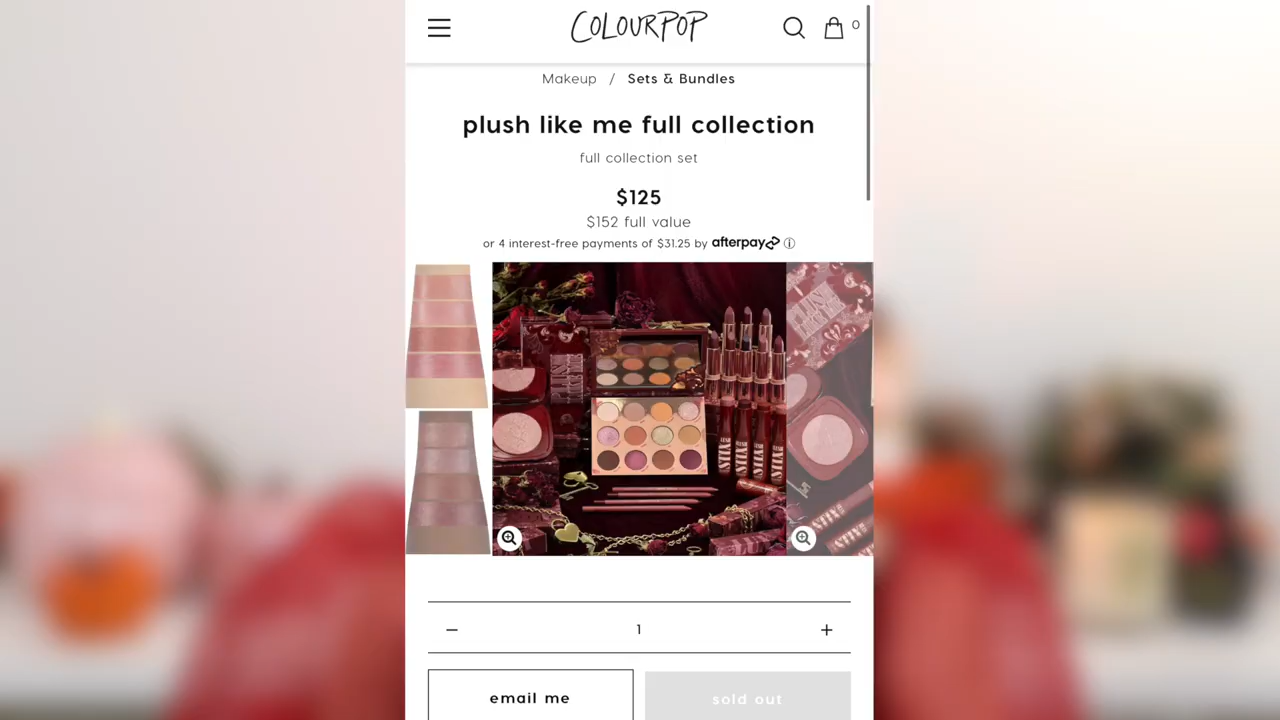 COLOURPOP
0
Makeup / Sets & Bundles
plush like me full collection
full collection set
$125
$152 full value
or 4 interest-free payments of $31.25 by afterpay
− 1 +
email me
sold out